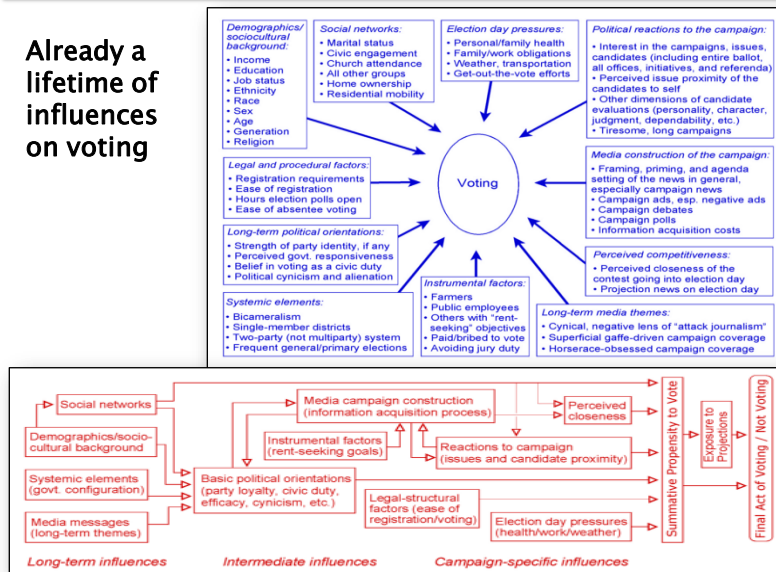 Already a
lifetime of
influences
on voting
Demographics/
sociocultural
background:
• Income
• Education
• Job status
• Ethnicity
• Race
• Sex
• Age
• Generation
• Religion
Social networks:
• Marital status
• Civic engagement
• Church attendance
• All other groups
• Home ownership
• Residential mobility
Election day pressures:
• Personal/family health
• Family/work obligations
• Weather, transportation
• Get-out-the-vote efforts
Political reactions to the campaign:
• Interest in the campaigns, issues,
candidates (including entire ballot,
all offices, initiatives, and referenda)
• Perceived issue proximity of the
candidates to self
• Other dimensions of candidate
evaluations (personality, character,
judgment, dependability, etc.)
• Tiresome, long campaigns
Legal and procedural factors:
• Registration requirements
• Ease of registration
• Hours election polls open
• Ease of absentee voting
Voting
Media construction of the campaign:
• Framing, priming, and agenda
setting of the news in general,
especially campaign news
• Campaign ads, esp. negative ads
• Campaign debates
• Campaign polls
• Information acquisition costs
Long-term political orientations:
• Strength of party identity, if any
• Perceived govt. responsiveness
• Belief in voting as a civic duty
• Political cynicism and alienation
Perceived competitiveness:
• Perceived closeness of the
contest going into election day
• Projection news on election day
Systemic elements:
• Bicameralism
• Single-member districts
• Two-party (not multiparty) system
• Frequent general/primary elections
Instrumental factors:
• Farmers
• Public employees
• Others with "rent-
seeking" objectives
• Paid/bribed to vote
• Avoiding jury duty
Long-term media themes:
• Cynical, negative lens of "attack journalism"
• Superficial gaffe-driven campaign coverage
• Horserace-obsessed campaign coverage
Social networks
Demographics/socio-
cultural background
Systemic elements
(govt. configuration)
Media messages
(long-term themes)
Media campaign construction
(information acquisition process)
Instrumental factors
(rent-seeking goals)
Basic political orientations
(party loyalty, civic duty,
efficacy, cynicism, etc.)
Perceived
closeness
Reactions to campaign
(issues and candidate proximity)
Legal-structural
factors (ease of
registration/voting)
Election day pressures
(health/work/weather)
Summative Propensity to Vote
Exposure to
Projections
Final Act of Voting / Not Voting
Long-term influences
Intermediate influences
Campaign-specific influences